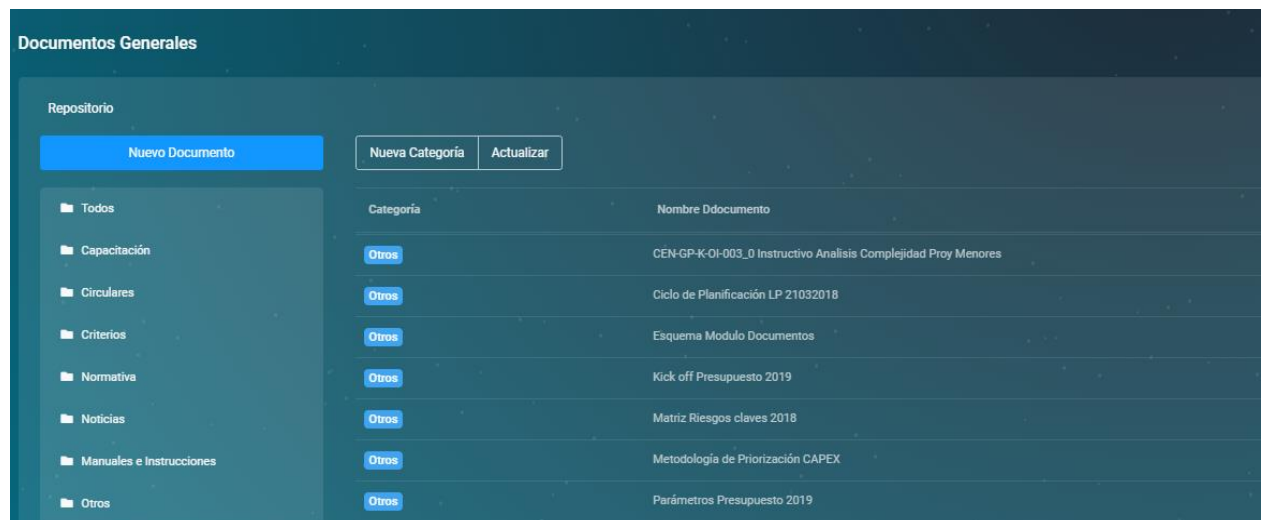 Documentos Generales
Repositorio
Nuevo Documento
Nueva Categoría Actualizar
Todos
Capacitación
Circulares
Criterios
Normativa
Noticias
Manuales e Instrucciones
Otros
Categoría Nombre Ddocumento
Otros CEN-GP-K-OI-003_0 Instructivo Analisis Complejidad Proy Menores
Otros Ciclo de Planificación LP 21032018
Otros Esquema Modulo Documentos
Otros Kick off Presupuesto 2019
Otros Matriz Riesgos claves 2018
Otros Metodología de Priorización CAPEX
Otros Parámetros Presupuesto 2019